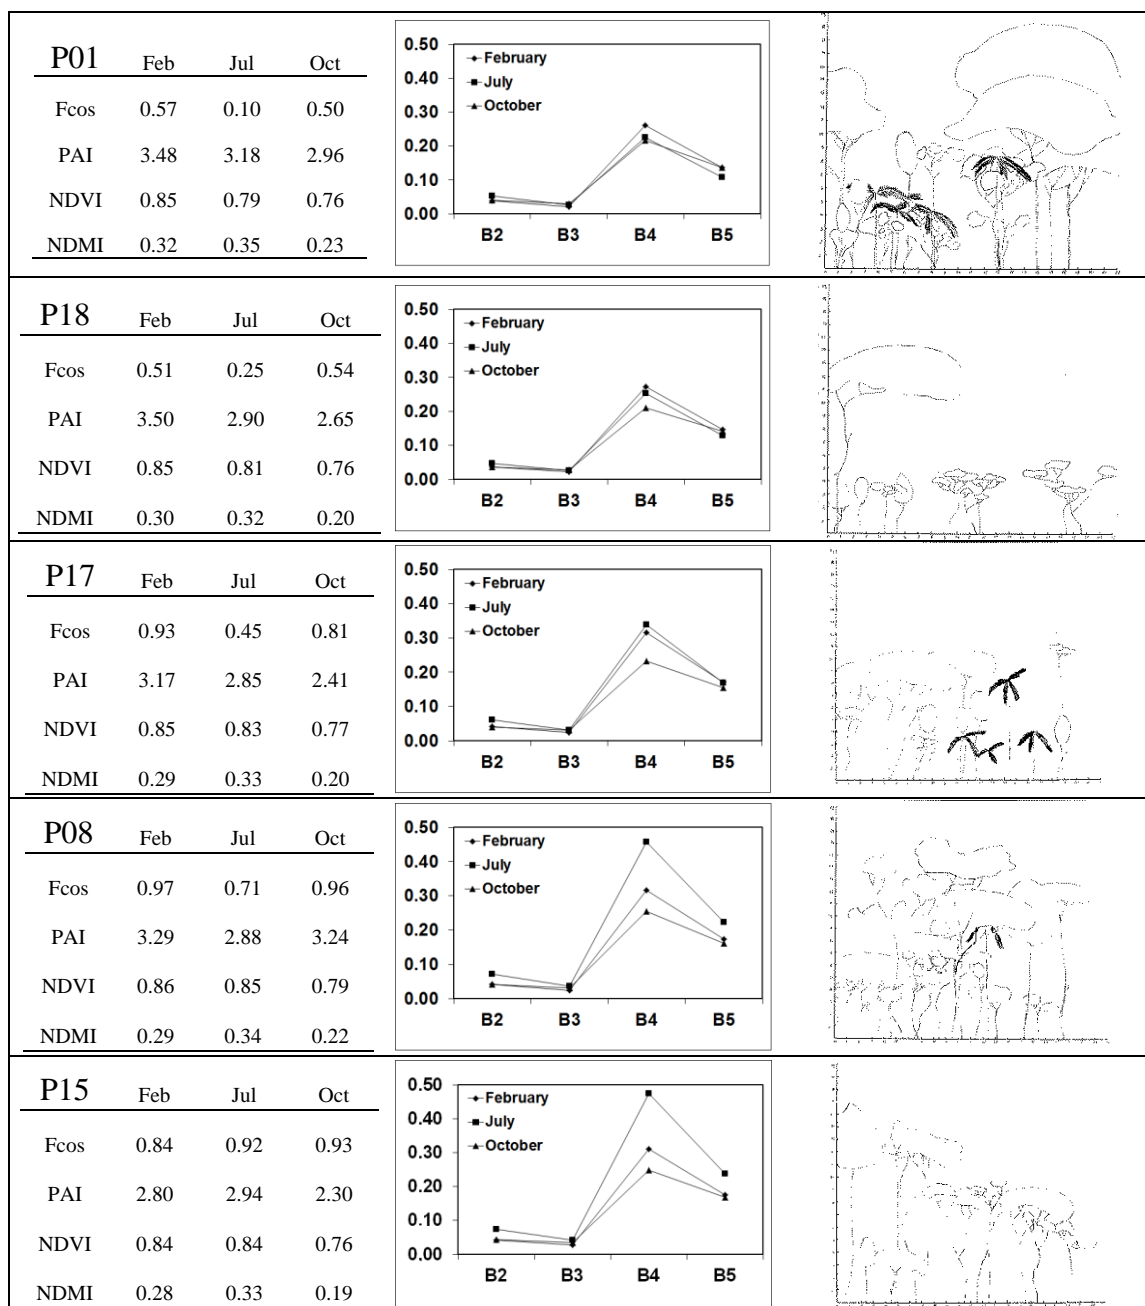 P01 Feb Jul Oct
Fcos 0.57 0.10 0.50
PAI 3.48 3.18 2.96
NDVI 0.85 0.79 0.76
NDMI 0.32 0.35 0.23
0.50
0.40
0.30
0.20
0.10
0.00
February
July
October
B2 B3 B4 B5
P18 Feb Jul Oct
Fcos 0.51 0.25 0.54
PAI 3.50 2.90 2.65
NDVI 0.85 0.81 0.76
NDMI 0.30 0.32 0.20
0.50
0.40
0.30
0.20
0.10
0.00
February
July
October
B2 B3 B4 B5
P17 Feb Jul Oct
Fcos 0.93 0.45 0.81
PAI 3.17 2.85 2.41
NDVI 0.85 0.83 0.77
NDMI 0.29 0.33 0.20
0.50
0.40
0.30
0.20
0.10
0.00
February
July
October
B2 B3 B4 B5
P08 Feb Jul Oct
Fcos 0.97 0.71 0.96
PAI 3.29 2.88 3.24
NDVI 0.86 0.85 0.79
NDMI 0.29 0.34 0.22
0.50
0.40
0.30
0.20
0.10
0.00
February
July
October
B2 B3 B4 B5
P15 Feb Jul Oct
Fcos 0.84 0.92 0.93
PAI 2.80 2.94 2.30
NDVI 0.84 0.84 0.76
NDMI 0.28 0.33 0.19
0.50
0.40
0.30
0.20
0.10
0.00
February
July
October
B2 B3 B4 B5